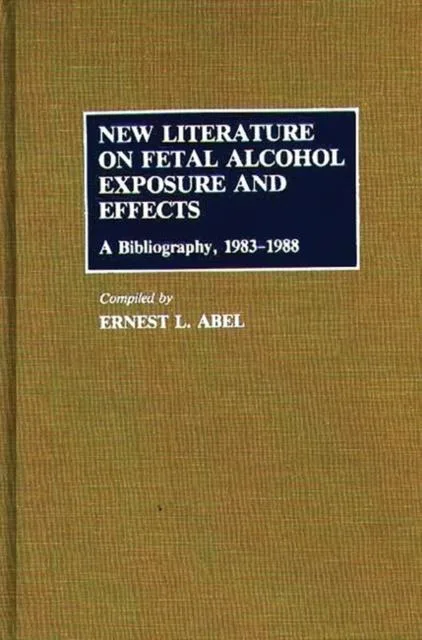 NEW LITERATURE
ON FETAL ALCOHOL
EXPOSURE AND
EFFECTS
A Bibliography, 1983-1988
Compiled by
ERNEST L. ABEL